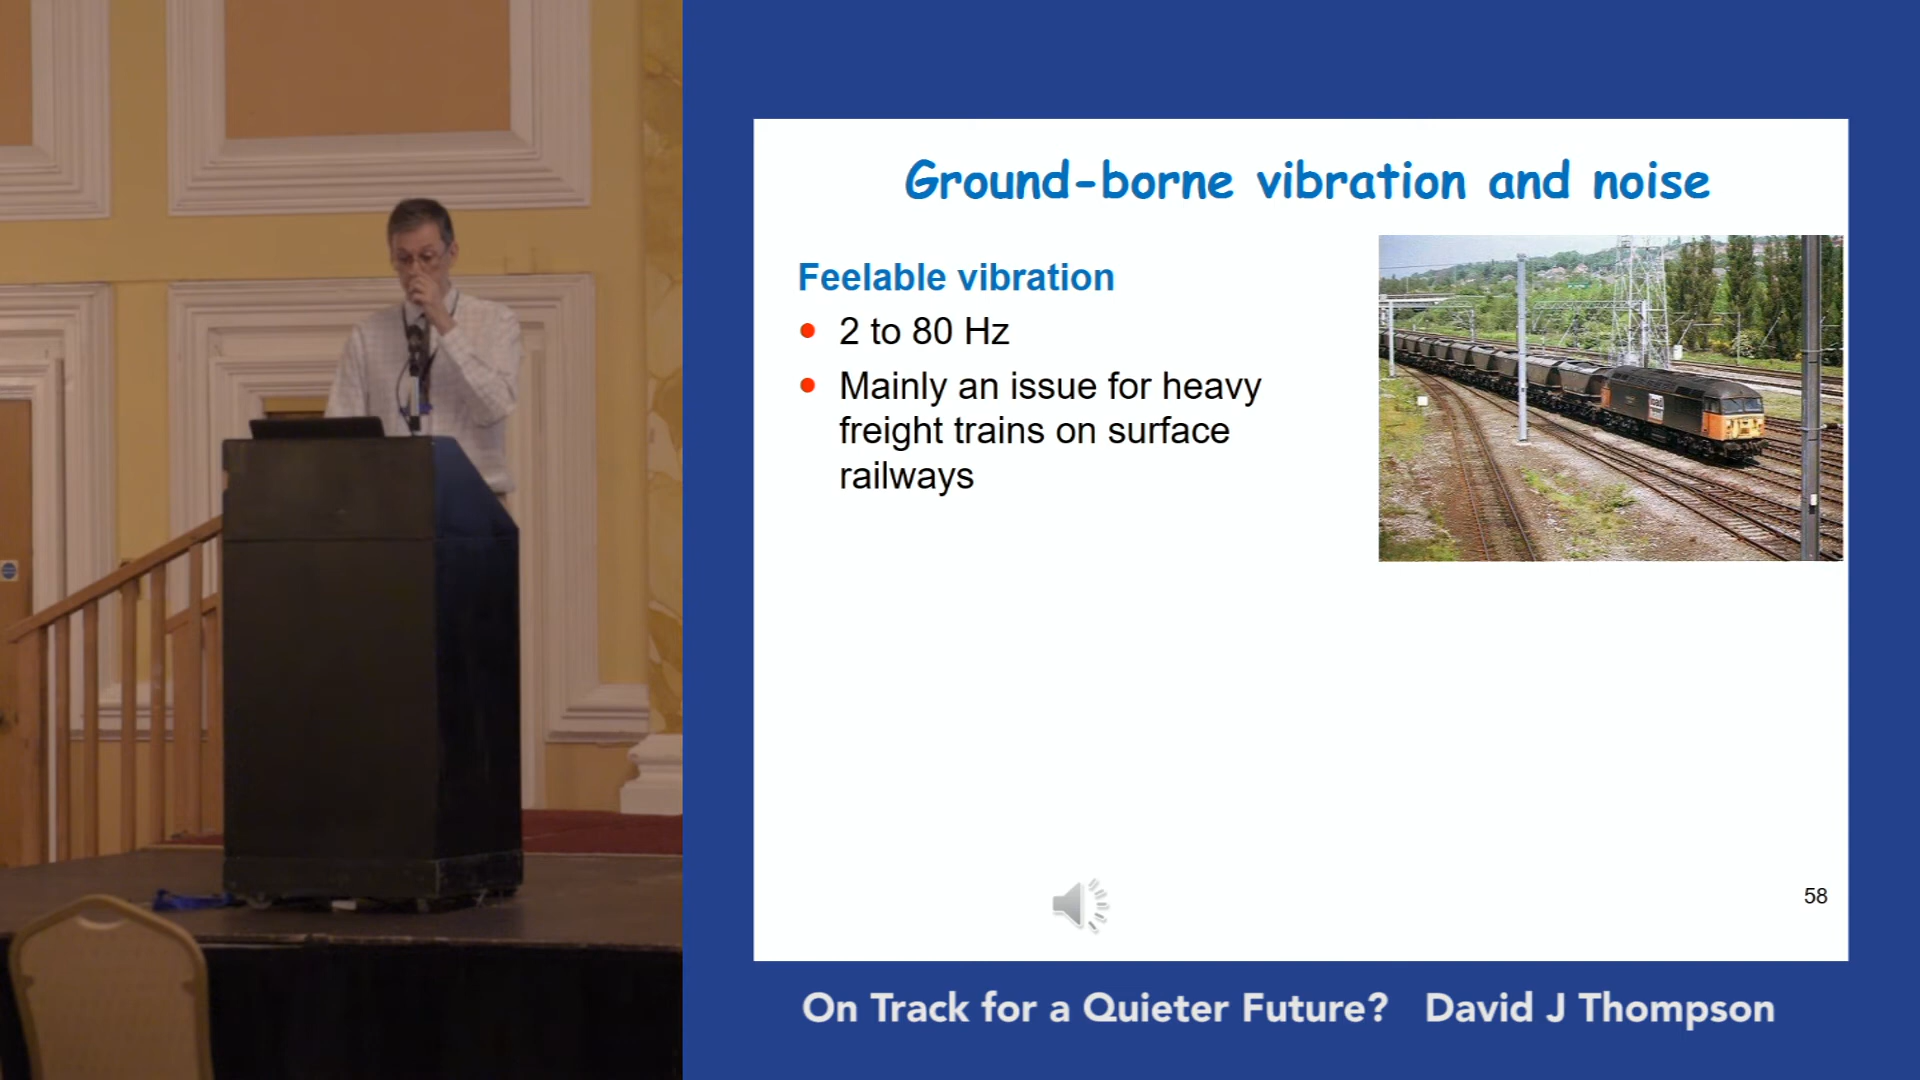 Ground-borne vibration and noise
Feelable vibration
• 2 to 80 Hz
• Mainly an issue for heavy
freight trains on surface
railways
58
On Track for a Quieter Future? David J Thompson